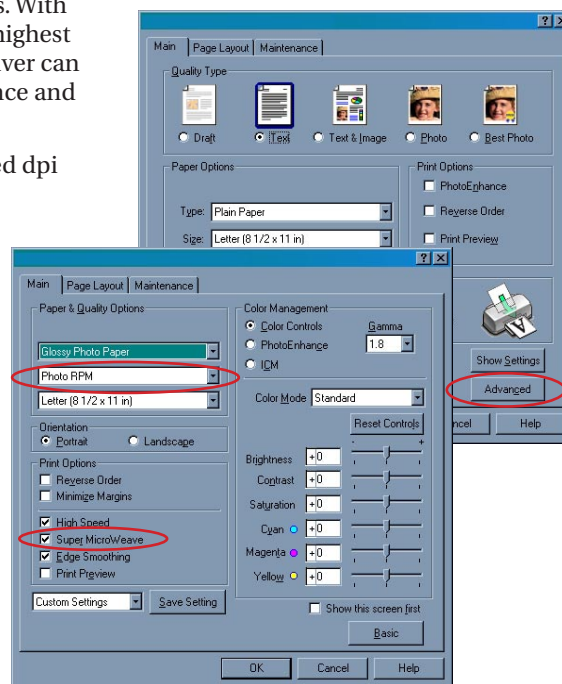 s. With
highest
ver can
nce and
ed dpi
Main Page Layout Maintenance
Quality Type
Draft Text Text & Image Photo Best Photo
Paper Options
Type: Plain Paper
Size: Letter (8 1/2 x 11 in)
Print Options
PhotoEnhance
Reverse Order
Print Preview
Show Settings
Advanced
ncel Help
Main Page Layout Maintenance
Paper & Quality Options
Glossy Photo Paper
Photo RPM
Letter (8 1/2 x 11 in)
Orientation
Portrait Landscape
Print Options
Reverse Order
Minimize Margins
High Speed
Super MicroWeave
Edge Smoothing
Print Preview
Custom Settings Save Setting
Color Management
Color Controls Gamma
PhotoEnhance 1.8
ICM
Color Mode Standard
Reset Controls
- +
Brightness +0
Contrast +0
Saturation +0
Cyan +0
Magenta +0
Yellow +0
Show this screen first
Basic
OK Cancel Help